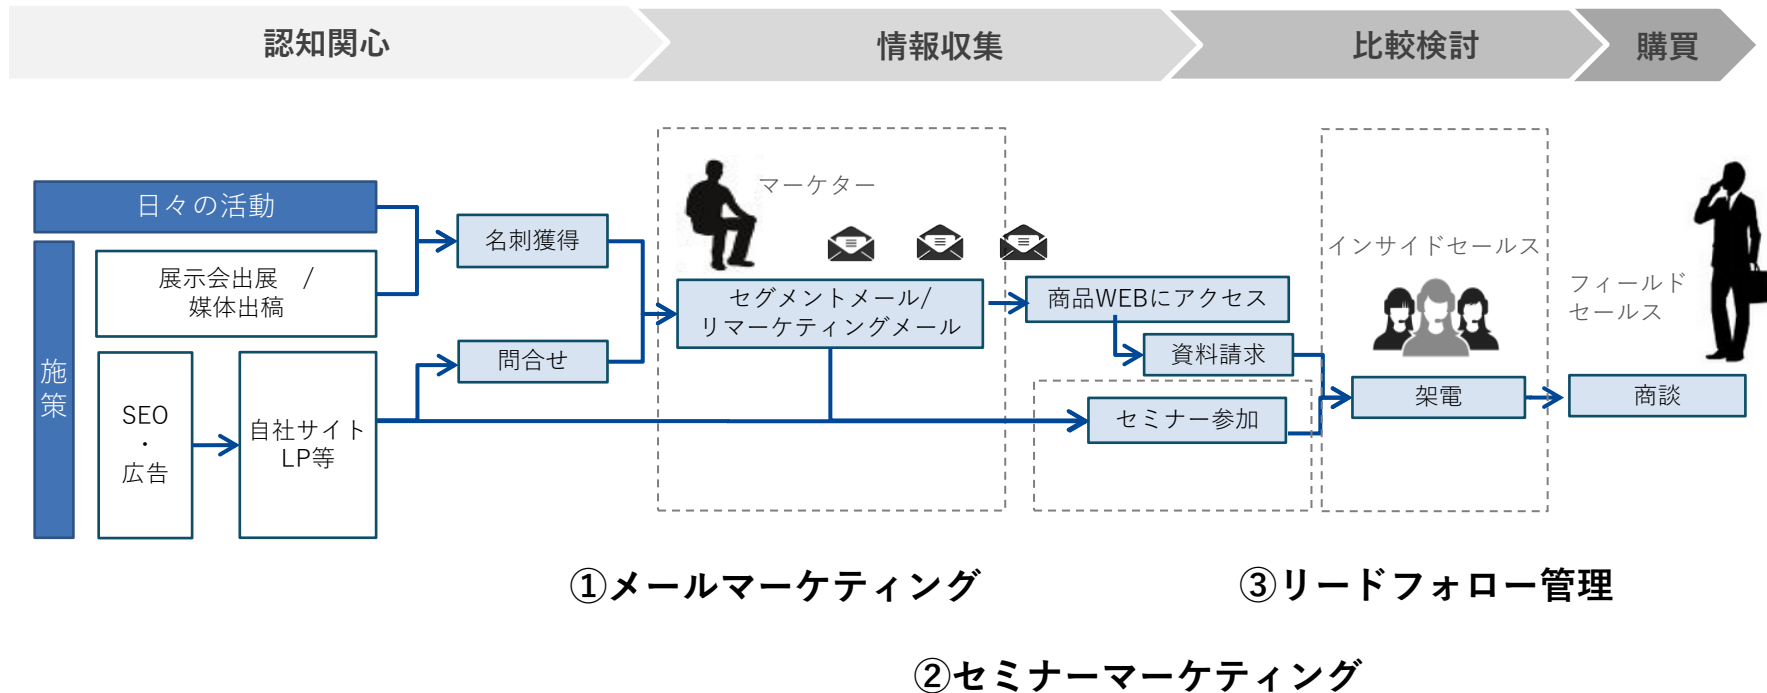 認知関心
情報収集
比較検討
購買
日々の活動
施策
展示会出展　/
媒体出稿
SEO
・
広告
自社サイト
LP等
名刺獲得
問合せ
マーケター
セグメントメール/
リマーケティングメール
商品WEBにアクセス
資料請求
セミナー参加
インサイドセールス
架電
フィールド
セールス
商談
①メールマーケティング
③リードフォロー管理
②セミナーマーケティング